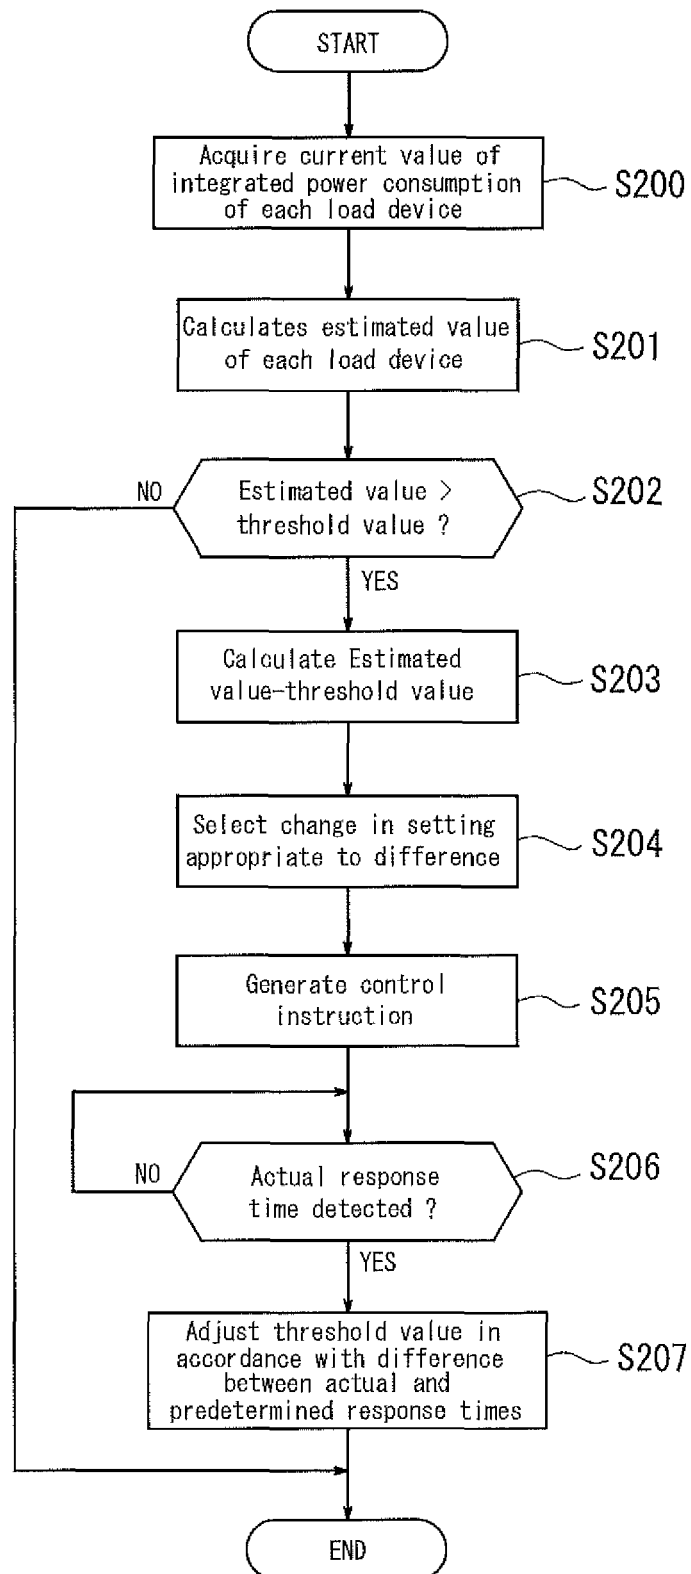 START
Acquire current value of
integrated power consumption
of each load device
S200
Calculates estimated value
of each load device
S201
Estimated value >
threshold value ?
S202
NO
YES
Calculate Estimated
value-threshold value
S203
Select change in setting
appropriate to difference
S204
Generate control
instruction
S205
Actual response
time detected ?
S206
NO
YES
Adjust threshold value in
accordance with difference
between actual and
predetermined response times
S207
END